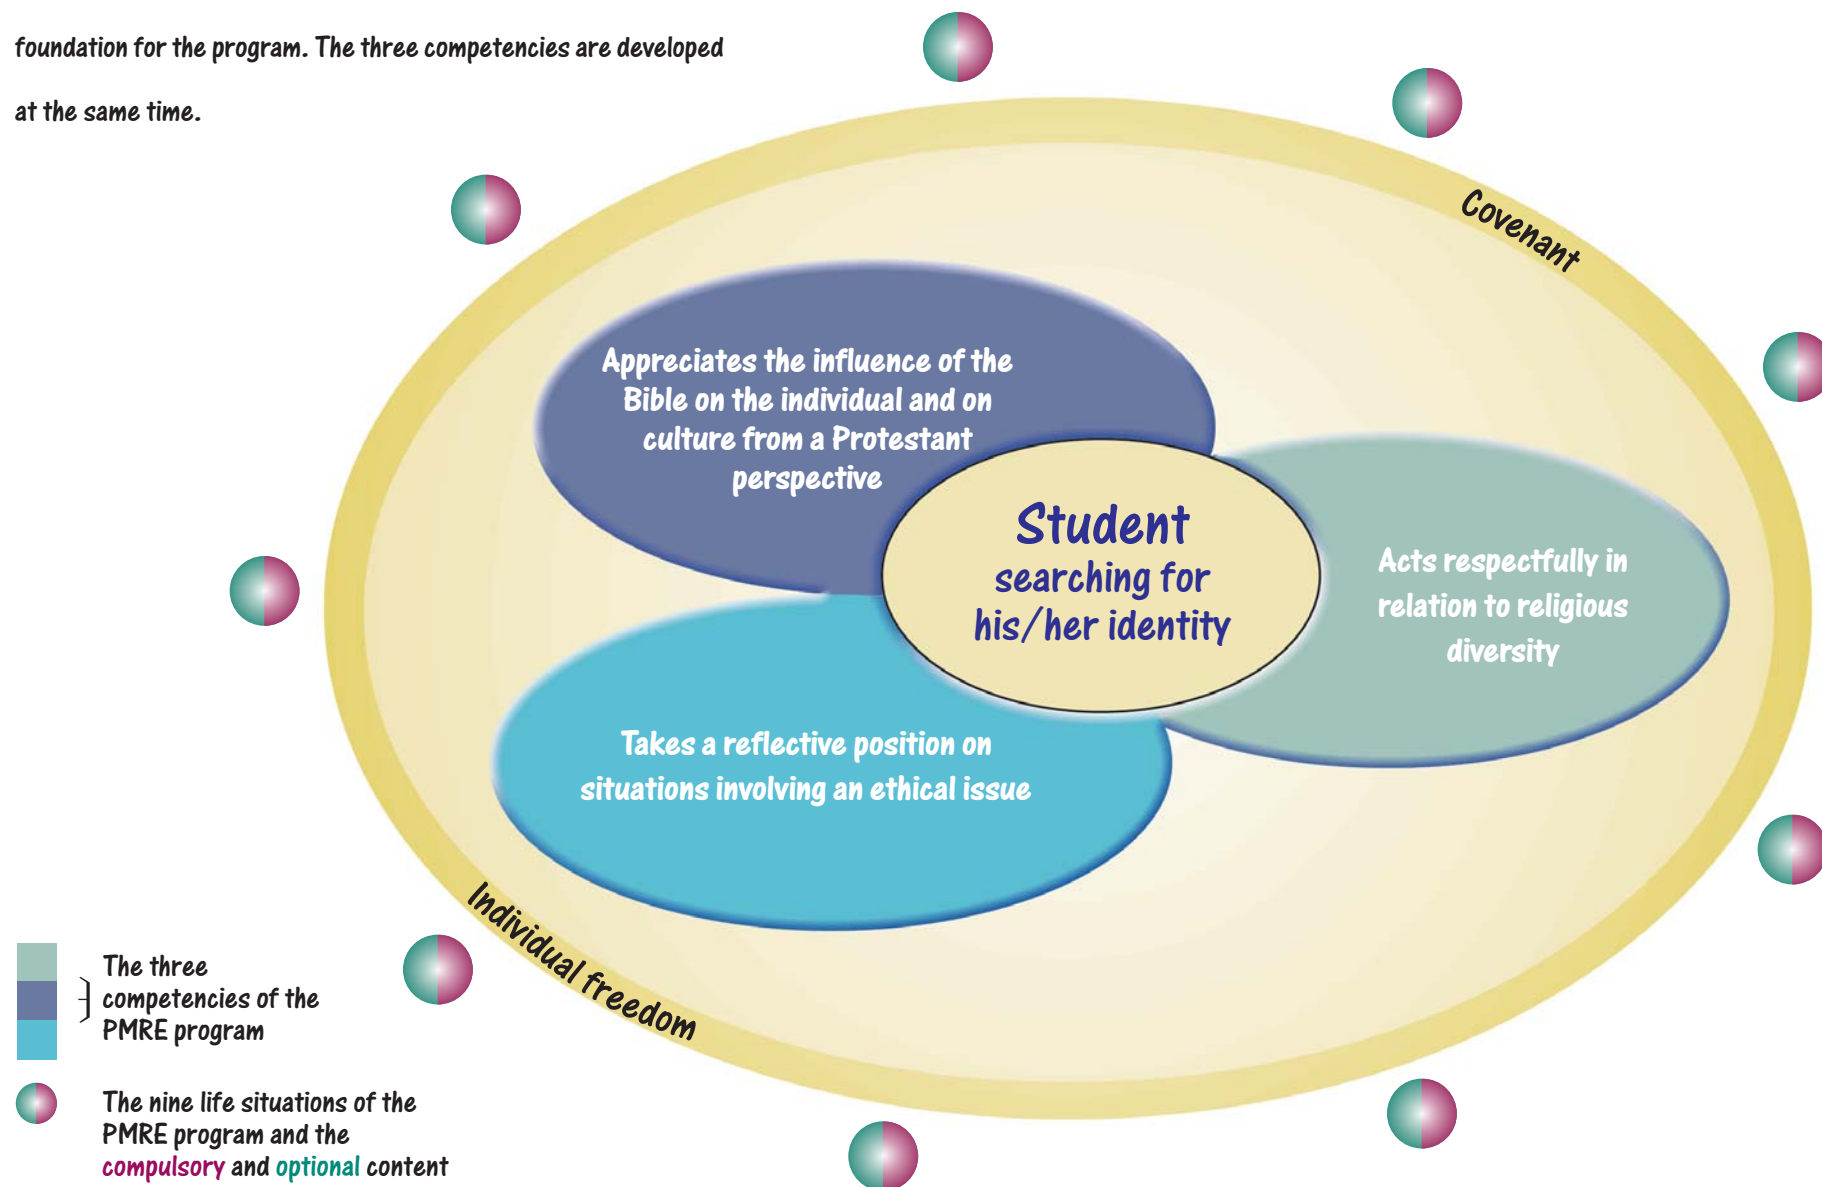 foundation for the program. The three competencies are developed
at the same time.
Covenant
Appreciates the influence of the
Bible on the individual and on
culture from a Protestant
perspective
Student
searching for
his/her identity
Acts respectfully in
relation to religious
diversity
Takes a reflective position on
situations involving an ethical issue
Individual freedom
The three
competencies of the
PMRE program
The nine life situations of the
PMRE program and the
compulsory and optional content